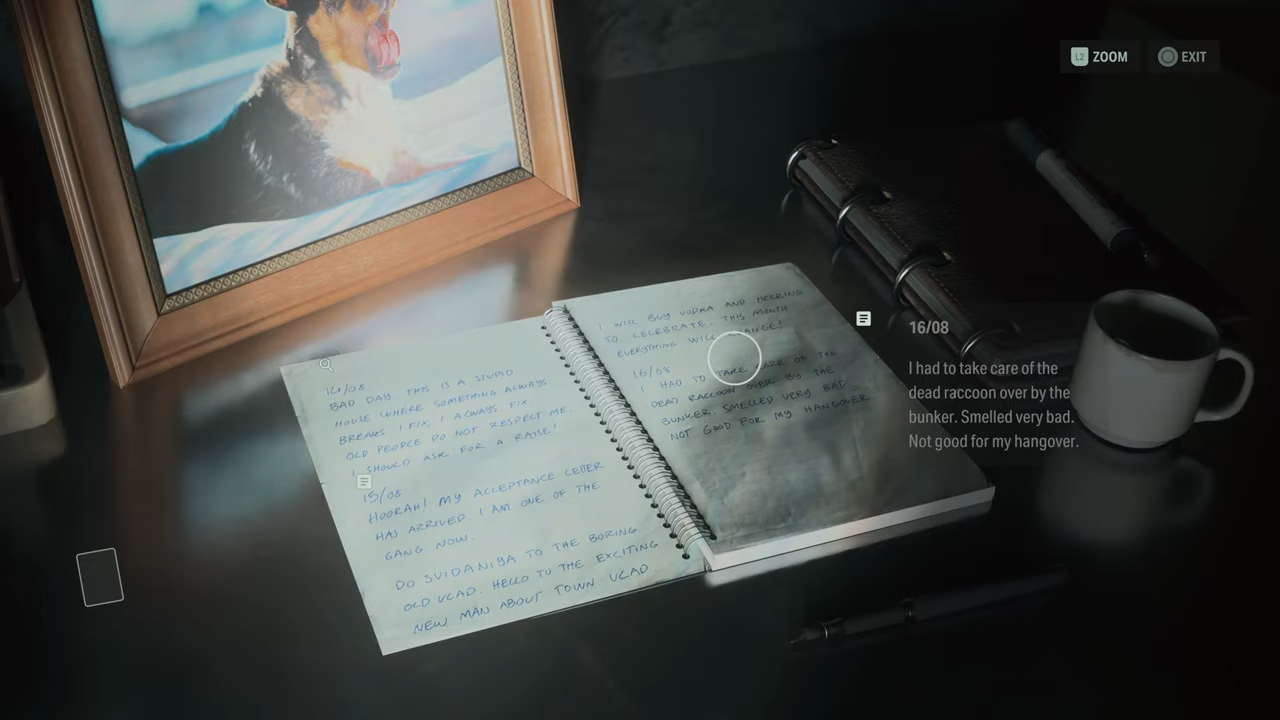 L2 ZOOM
EXIT
14/08
BAD DAY. THIS IS A STUPID
HOUSE WHERE SOMETHING ALWAYS
BREAKS. I FIX, I ALWAYS FIX.
OLD PEOPLE DO NOT RESPECT ME.
I SHOULD ASK FOR A RAISE!
15/08
HOORAH! MY ACCEPTANCE LETTER
HAS ARRIVED. I AM ONE OF THE
GANG NOW.
DO SVIDANIYA TO THE BORING
OLD VLAD. HELLO TO THE EXCITING
NEW MAN ABOUT TOWN VLAD
I WILL BUY VODKA AND HERRING
TO CELEBRATE. THIS MONTH
EVERYTHING WILL CHANGE!
16/08
I HAD TO TAKE CARE OF THE
DEAD RACCOON OVER BY THE
BUNKER. SMELLED VERY BAD.
NOT GOOD FOR MY HANGOVER.
16/08
I had to take care of the
dead raccoon over by the
bunker. Smelled very bad.
Not good for my hangover.